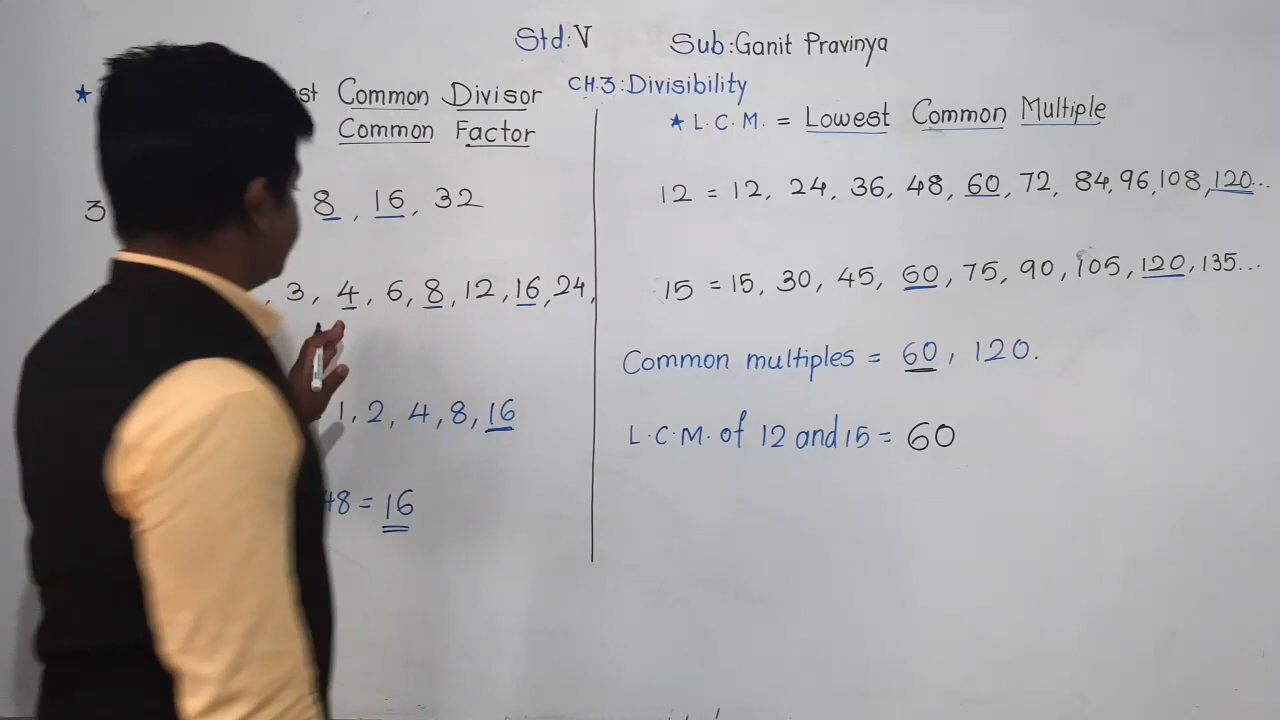 Std: V Sub: Ganit Pravinya
CH.3: Divisibility
★ Common Divisor
Common Factor
8, 16, 32
3, 4, 6, 8, 12, 16, 24,
1, 2, 4, 8, 16
48 = 16
★ L.C.M. = Lowest Common Multiple
12 = 12, 24, 36, 48, 60, 72, 84, 96, 108, 120...
15 = 15, 30, 45, 60, 75, 90, 105, 120, 135...
Common multiples = 60, 120.
L.C.M. of 12 and 15 = 60